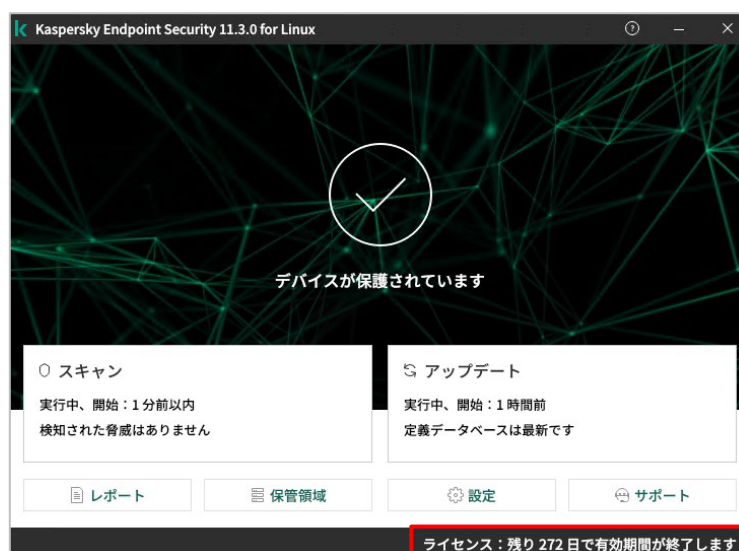 Kaspersky Endpoint Security 11.3.0 for Linux
デバイスが保護されています
スキャン
実行中、開始：1 分前以内
検知された脅威はありません
アップデート
実行中、開始：1 時間前
定義データベースは最新です
レポート
保管領域
設定
サポート
ライセンス：残り 272 日で有効期間が終了します